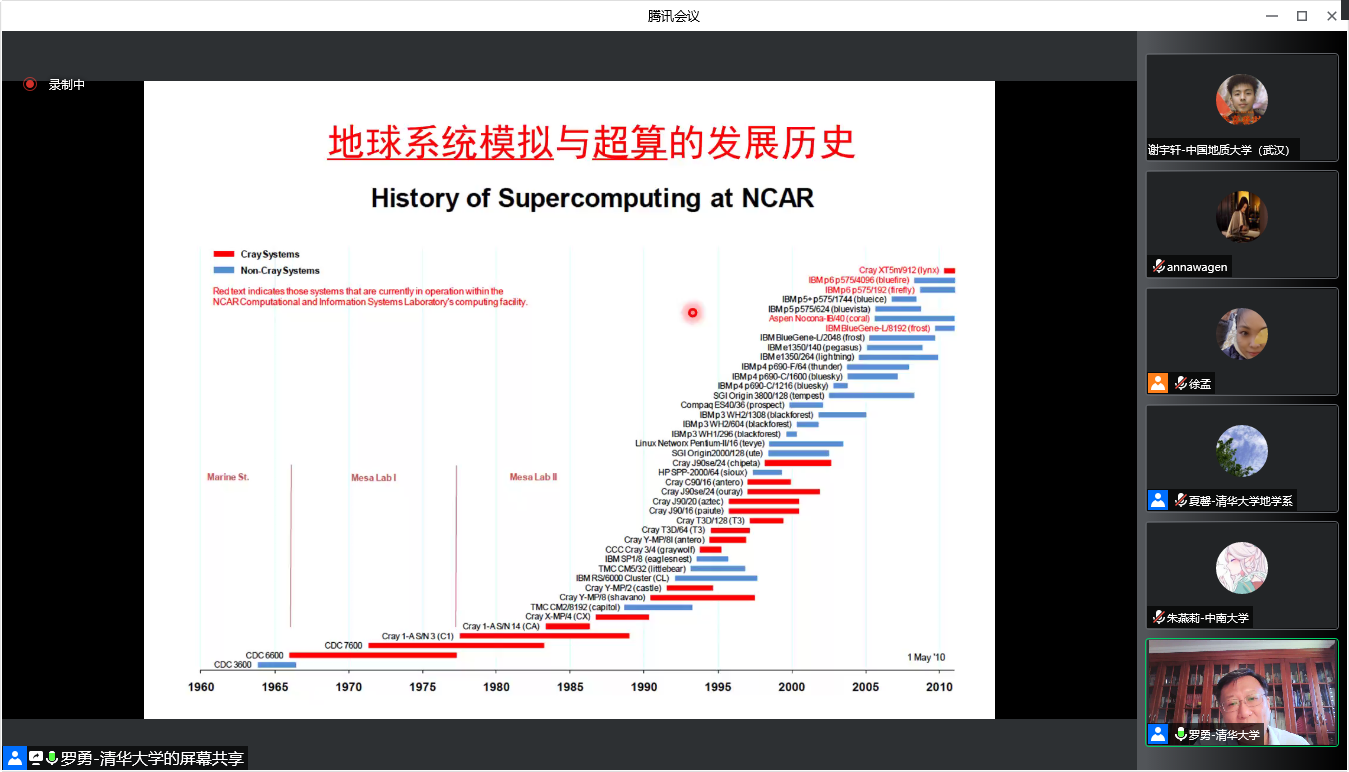 腾讯会议
录制中
地球系统模拟与超算的发展历史
History of Supercomputing at NCAR
Cray Systems
Non-Cray Systems
Red text indicates those systems that are currently in operation within the
NCAR Computational and Information Systems Laboratory's computing facility.
Cray XT5m/912 (lynx)
IBM p6 p575/4096 (bluefire)
IBM p6 p575/192 (firefly)
IBM p5+ p575/1744 (blueice)
IBM p5 p575/624 (bluevista)
Aspen Nocona-IB/40 (coral)
IBM BlueGene-L/8192 (frost)
IBM BlueGene-L/2048 (frost)
IBM e1350/140 (pegasus)
IBM e1350/264 (lightning)
IBM p4 p690-F/64 (thunder)
IBM p4 p690-C/1600 (bluesky)
IBM p4 p690-C/1216 (bluesky)
SGI Origin 3800/128 (tempest)
Compaq ES40/36 (prospect)
IBM p3 WH2/1308 (blackforest)
IBM p3 WH2/604 (blackforest)
IBM p3 WH1/296 (blackforest)
Linux Networx Pentium-II/16 (tevye)
SGI Origin2000/128 (ute)
Cray J90se/24 (chipeta)
HP SPP-2000/64 (sioux)
Marine St.
Mesa Lab I
Mesa Lab II
Cray C90/16 (antero)
Cray J90se/24 (ouray)
Cray J90/20 (aztec)
Cray J90/16 (paiute)
Cray T3D/128 (T3)
Cray T3D/64 (T3)
Cray Y-MP/8I (antero)
CCC Cray 3/4 (graywolf)
IBM SP1/8 (eaglesnest)
TMC CM5/32 (littlebear)
IBM RS/6000 Cluster (CL)
Cray Y-MP/2 (castle)
Cray Y-MP/8 (shavano)
TMC CM2/8192 (capitol)
Cray X-MP/4 (CX)
Cray 1-A S/N 14 (CA)
Cray 1-A S/N 3 (C1)
CDC 7600
CDC 6600
CDC 3600
1 May '10
1960 1965 1970 1975 1980 1985 1990 1995 2000 2005 2010
罗勇-清华大学的屏幕共享
谢宇轩-中国地质大学（武汉）
annawagen
徐孟
夏馨-清华大学地学系
朱燕莉-中南大学
罗勇-清华大学